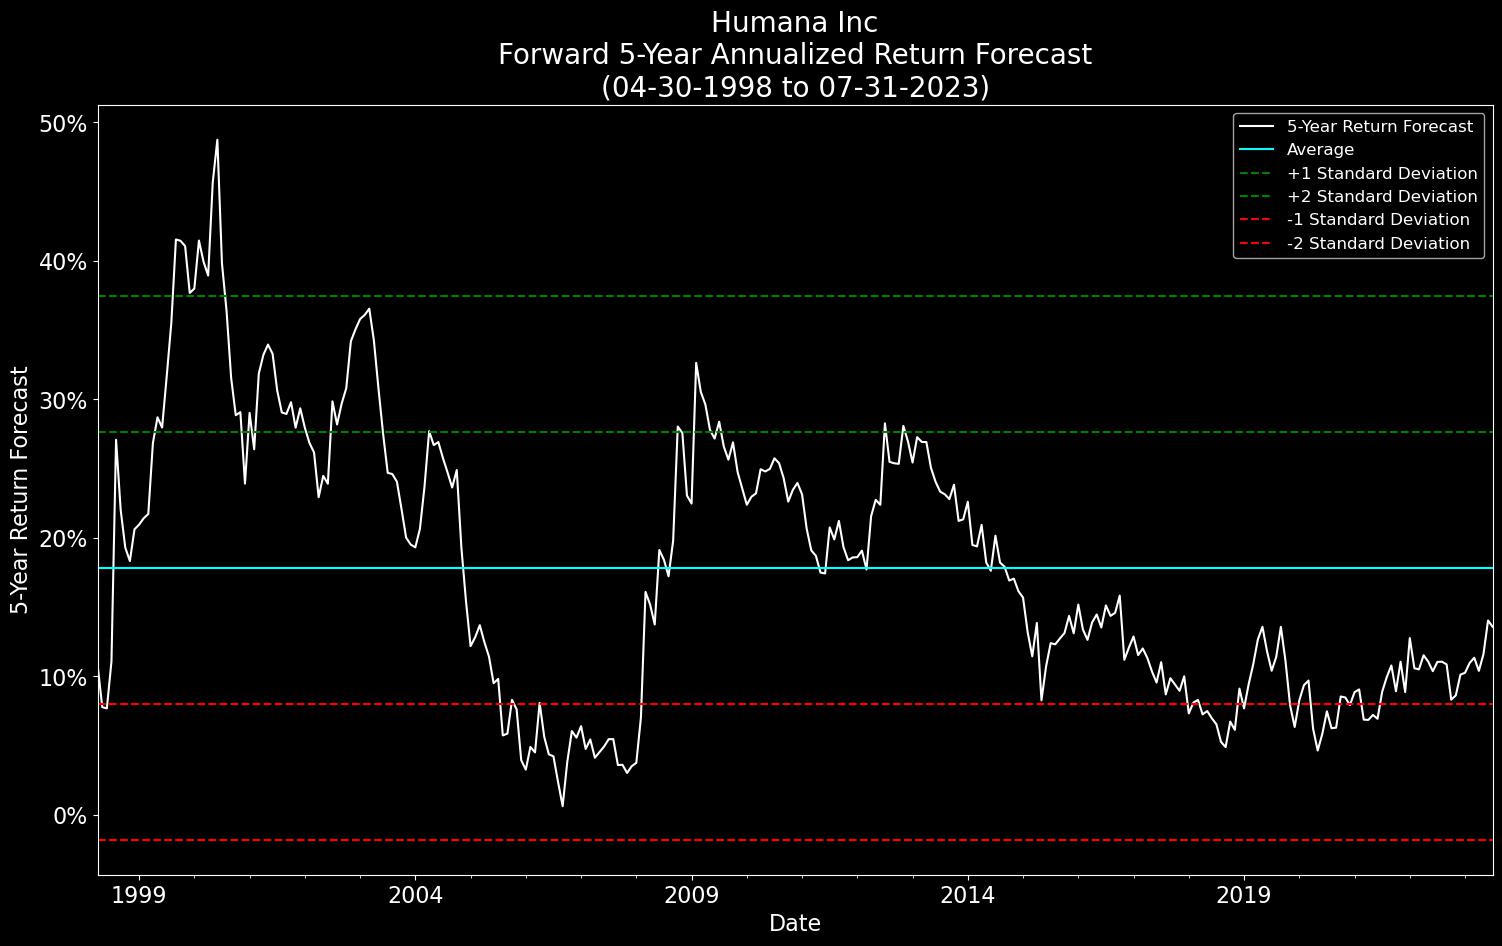 Humana Inc
Forward 5-Year Annualized Return Forecast
(04-30-1998 to 07-31-2023)
5-Year Return Forecast
Average
+1 Standard Deviation
+2 Standard Deviation
-1 Standard Deviation
-2 Standard Deviation
50%
40%
30%
20%
10%
0%
5-Year Return Forecast
1999
2004
2009
2014
2019
Date